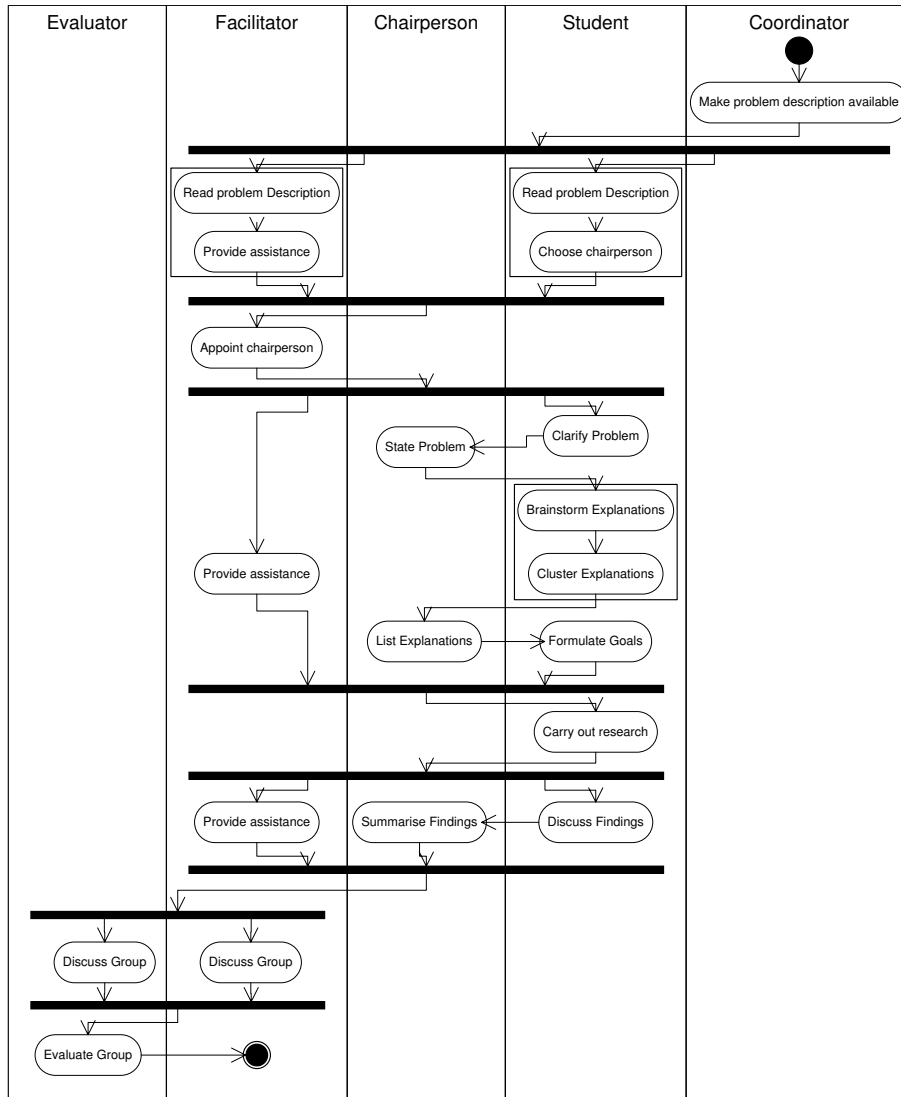 Evaluator
Facilitator
Chairperson
Student
Coordinator
Make problem description available
Read problem Description
Read problem Description
Provide assistance
Choose chairperson
Appoint chairperson
Clarify Problem
State Problem
Brainstorm Explanations
Provide assistance
Cluster Explanations
List Explanations
Formulate Goals
Carry out research
Provide assistance
Summarise Findings
Discuss Findings
Discuss Group
Discuss Group
Evaluate Group